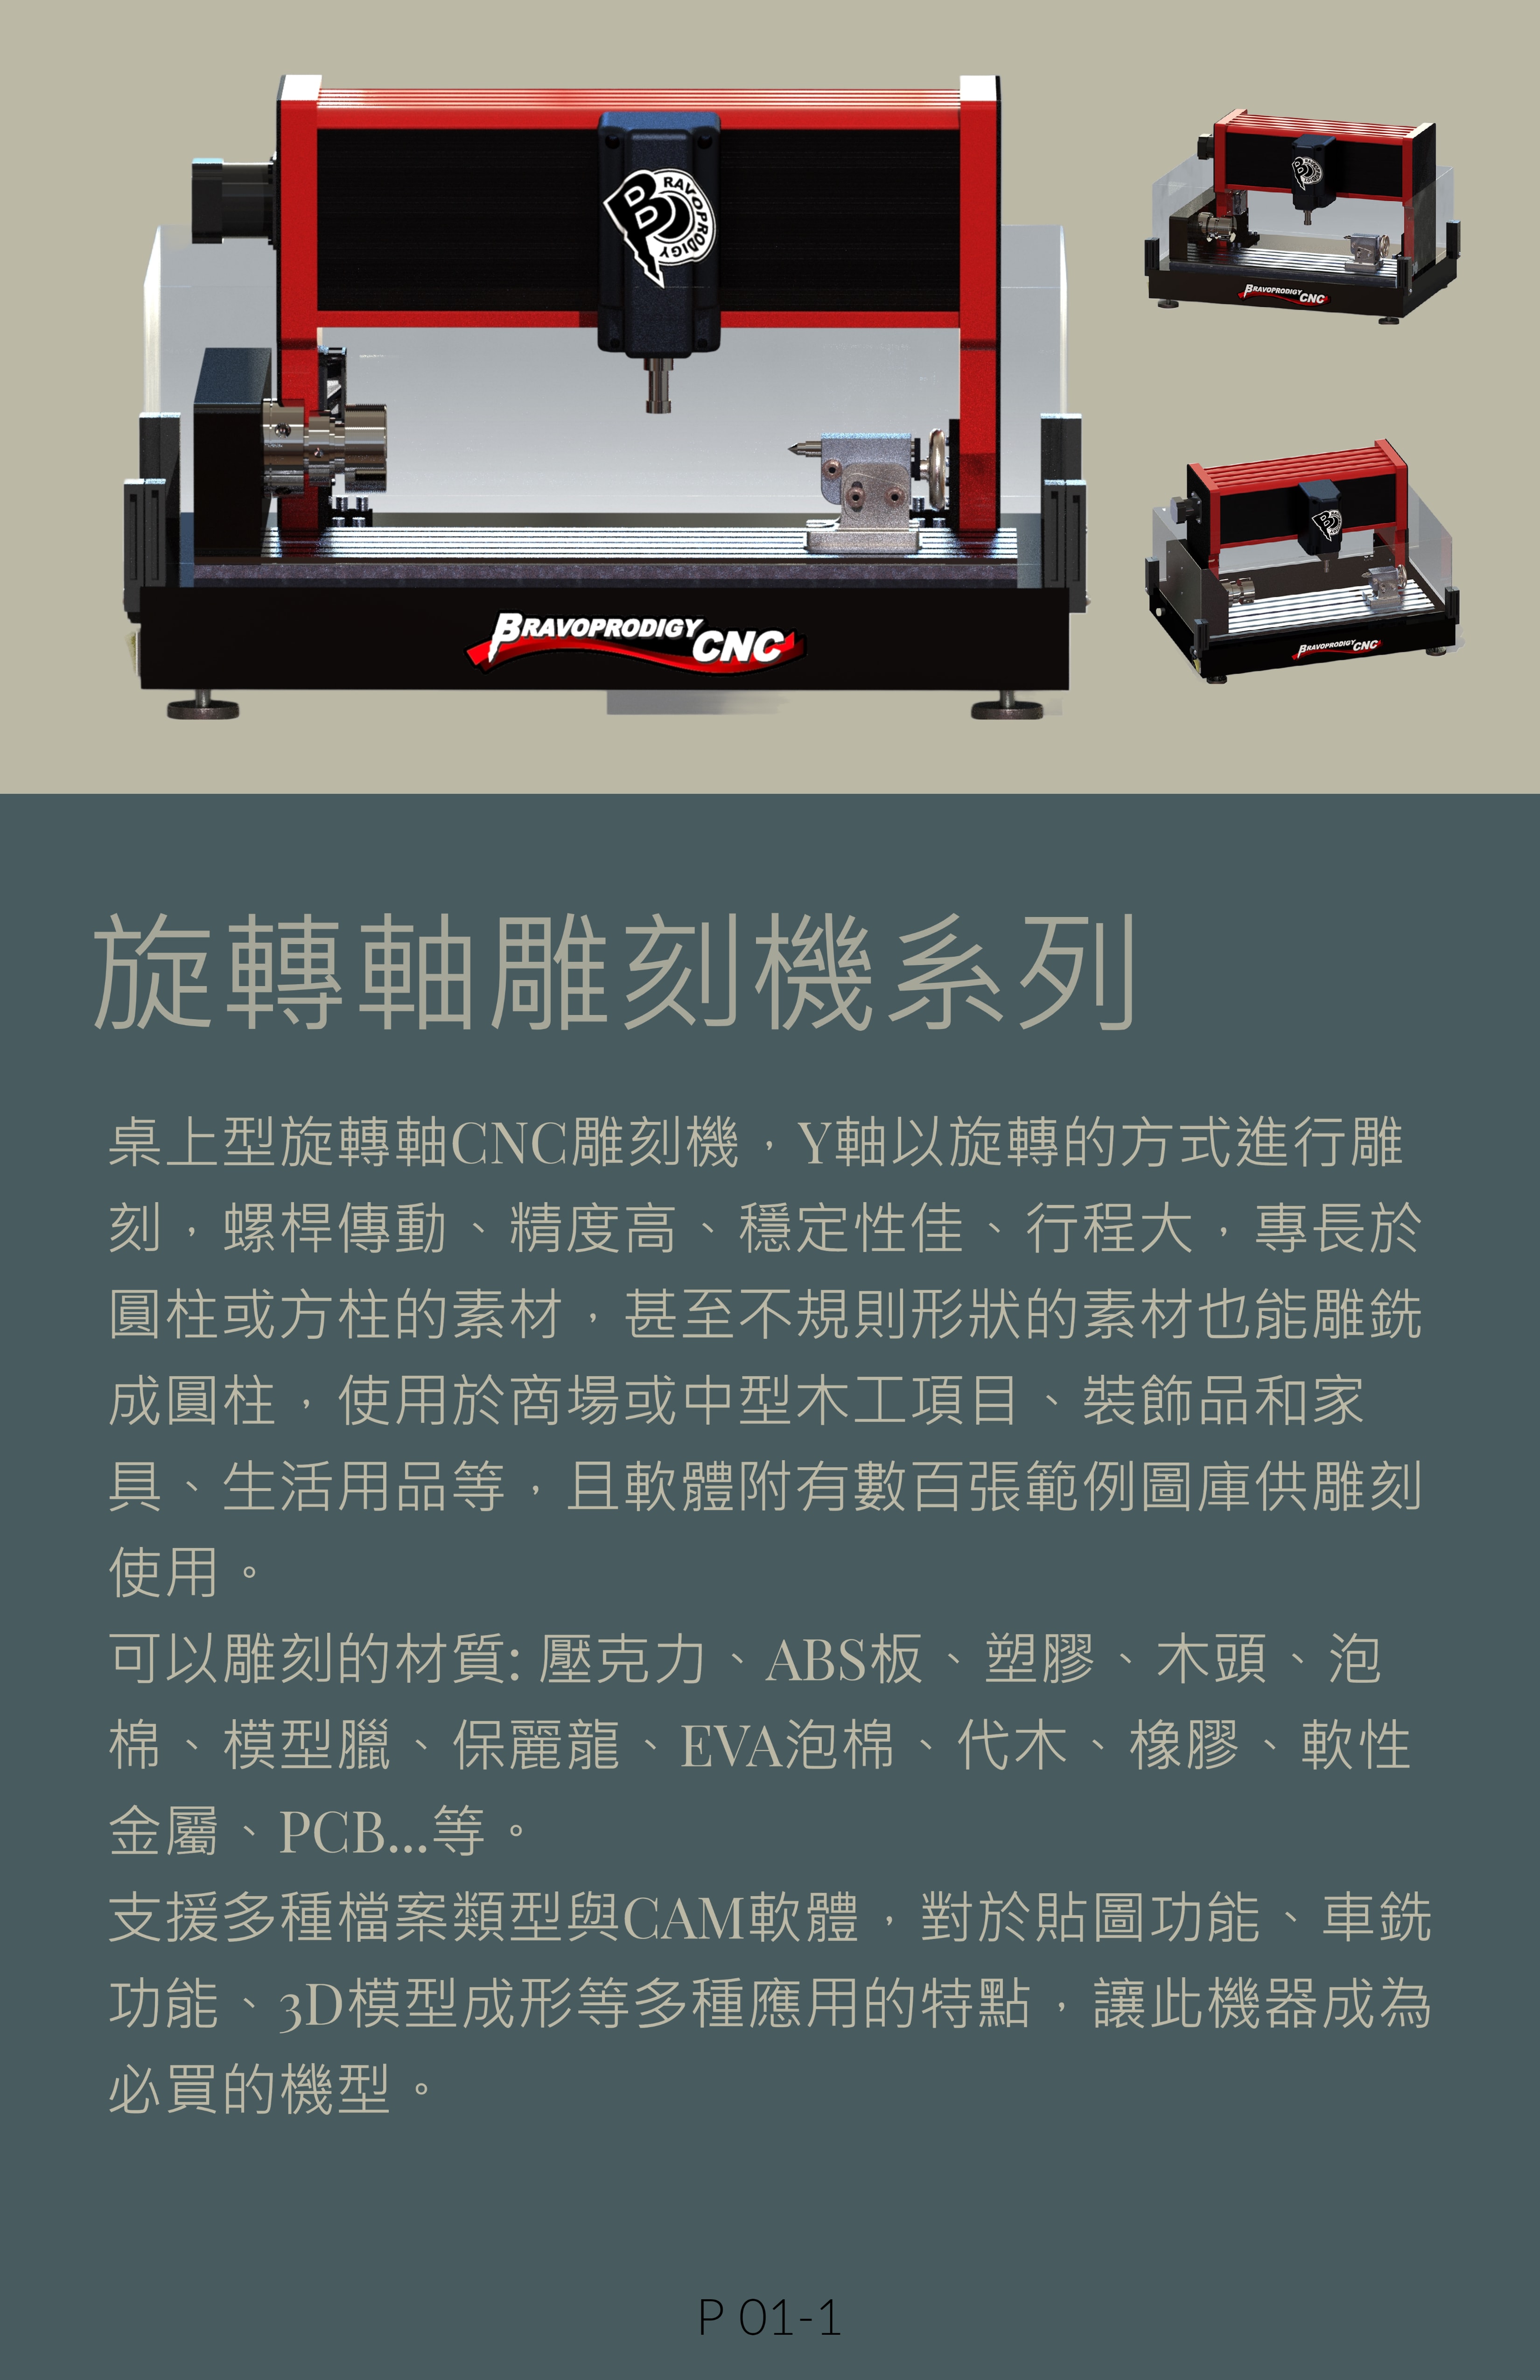 BRAVOPRODIGY
BRAVOPRODIGY CNC
BRAVOPRODIGY CNC
BRAVOPRODIGY CNC
旋轉軸雕刻機系列
桌上型旋轉軸CNC雕刻機，Y軸以旋轉的方式進行雕
刻，螺桿傳動、精度高、穩定性佳、行程大，專長於
圓柱或方柱的素材，甚至不規則形狀的素材也能雕銑
成圓柱，使用於商場或中型木工項目、裝飾品和家
具、生活用品等，且軟體附有數百張範例圖庫供雕刻
使用。
可以雕刻的材質: 壓克力、ABS板、塑膠、木頭、泡
棉、模型臘、保麗龍、EVA泡棉、代木、橡膠、軟性
金屬、PCB...等。
支援多種檔案類型與CAM軟體，對於貼圖功能、車銑
功能、3D模型成形等多種應用的特點，讓此機器成為
必買的機型。
P 01-1